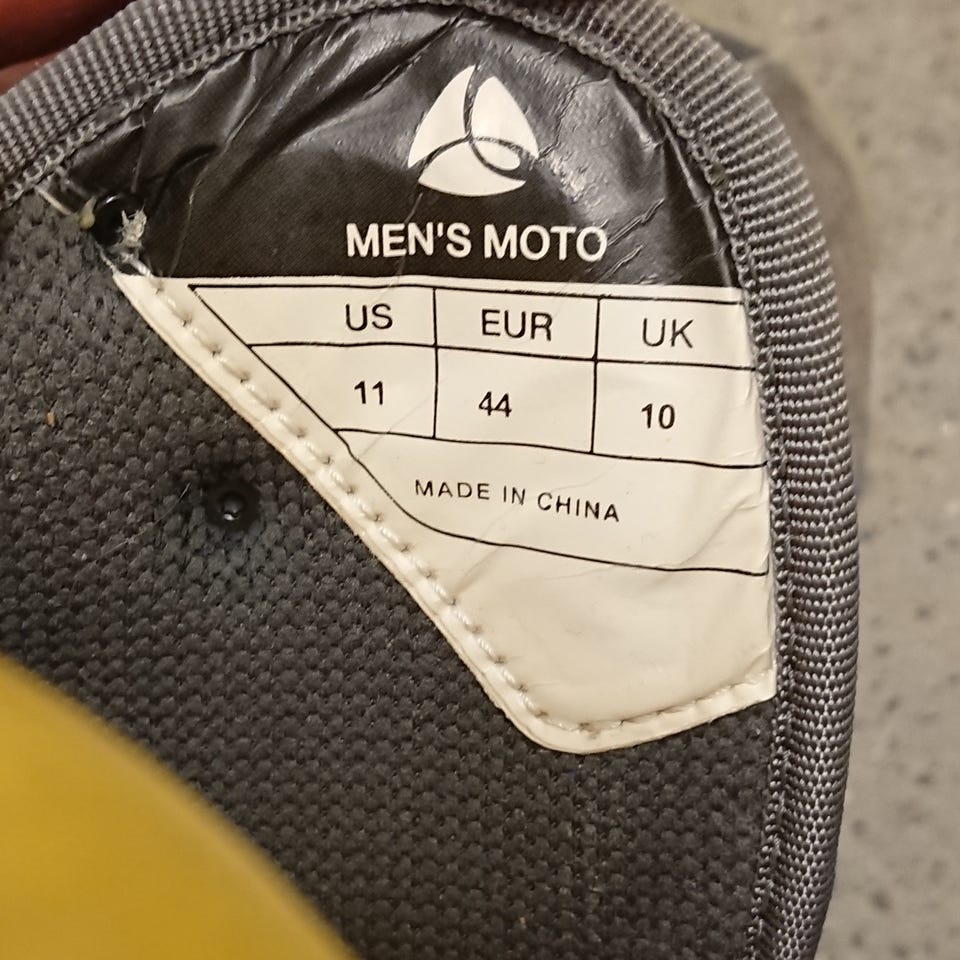 MEN'S MOTO
US EUR UK
11 44 10
MADE IN CHINA